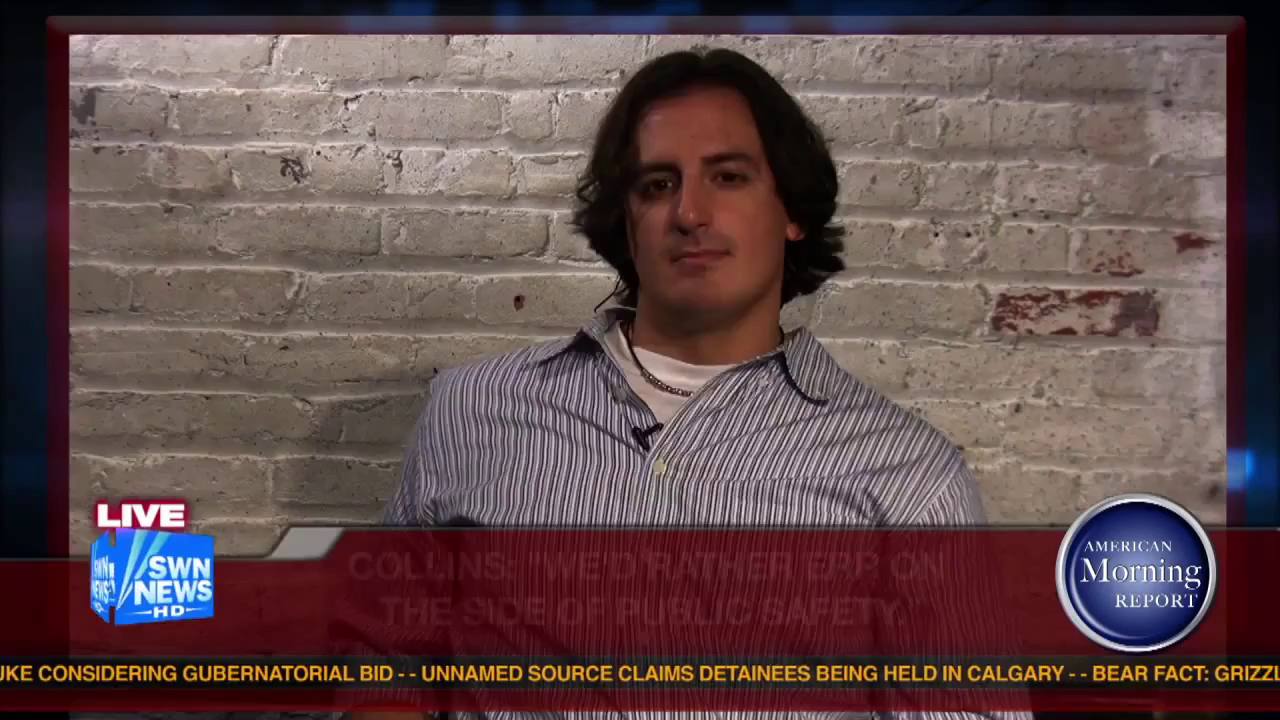 LIVE
SWN
NEWS
HD
COLLINS: WE'D RATHER ERR ON
THE SIDE OF PUBLIC SAFETY.
AMERICAN
Morning
REPORT
UKE CONSIDERING GUBERNATORIAL BID - - UNNAMED SOURCE CLAIMS DETAINEES BEING HELD IN CALGARY - - BEAR FACT: GRIZZL